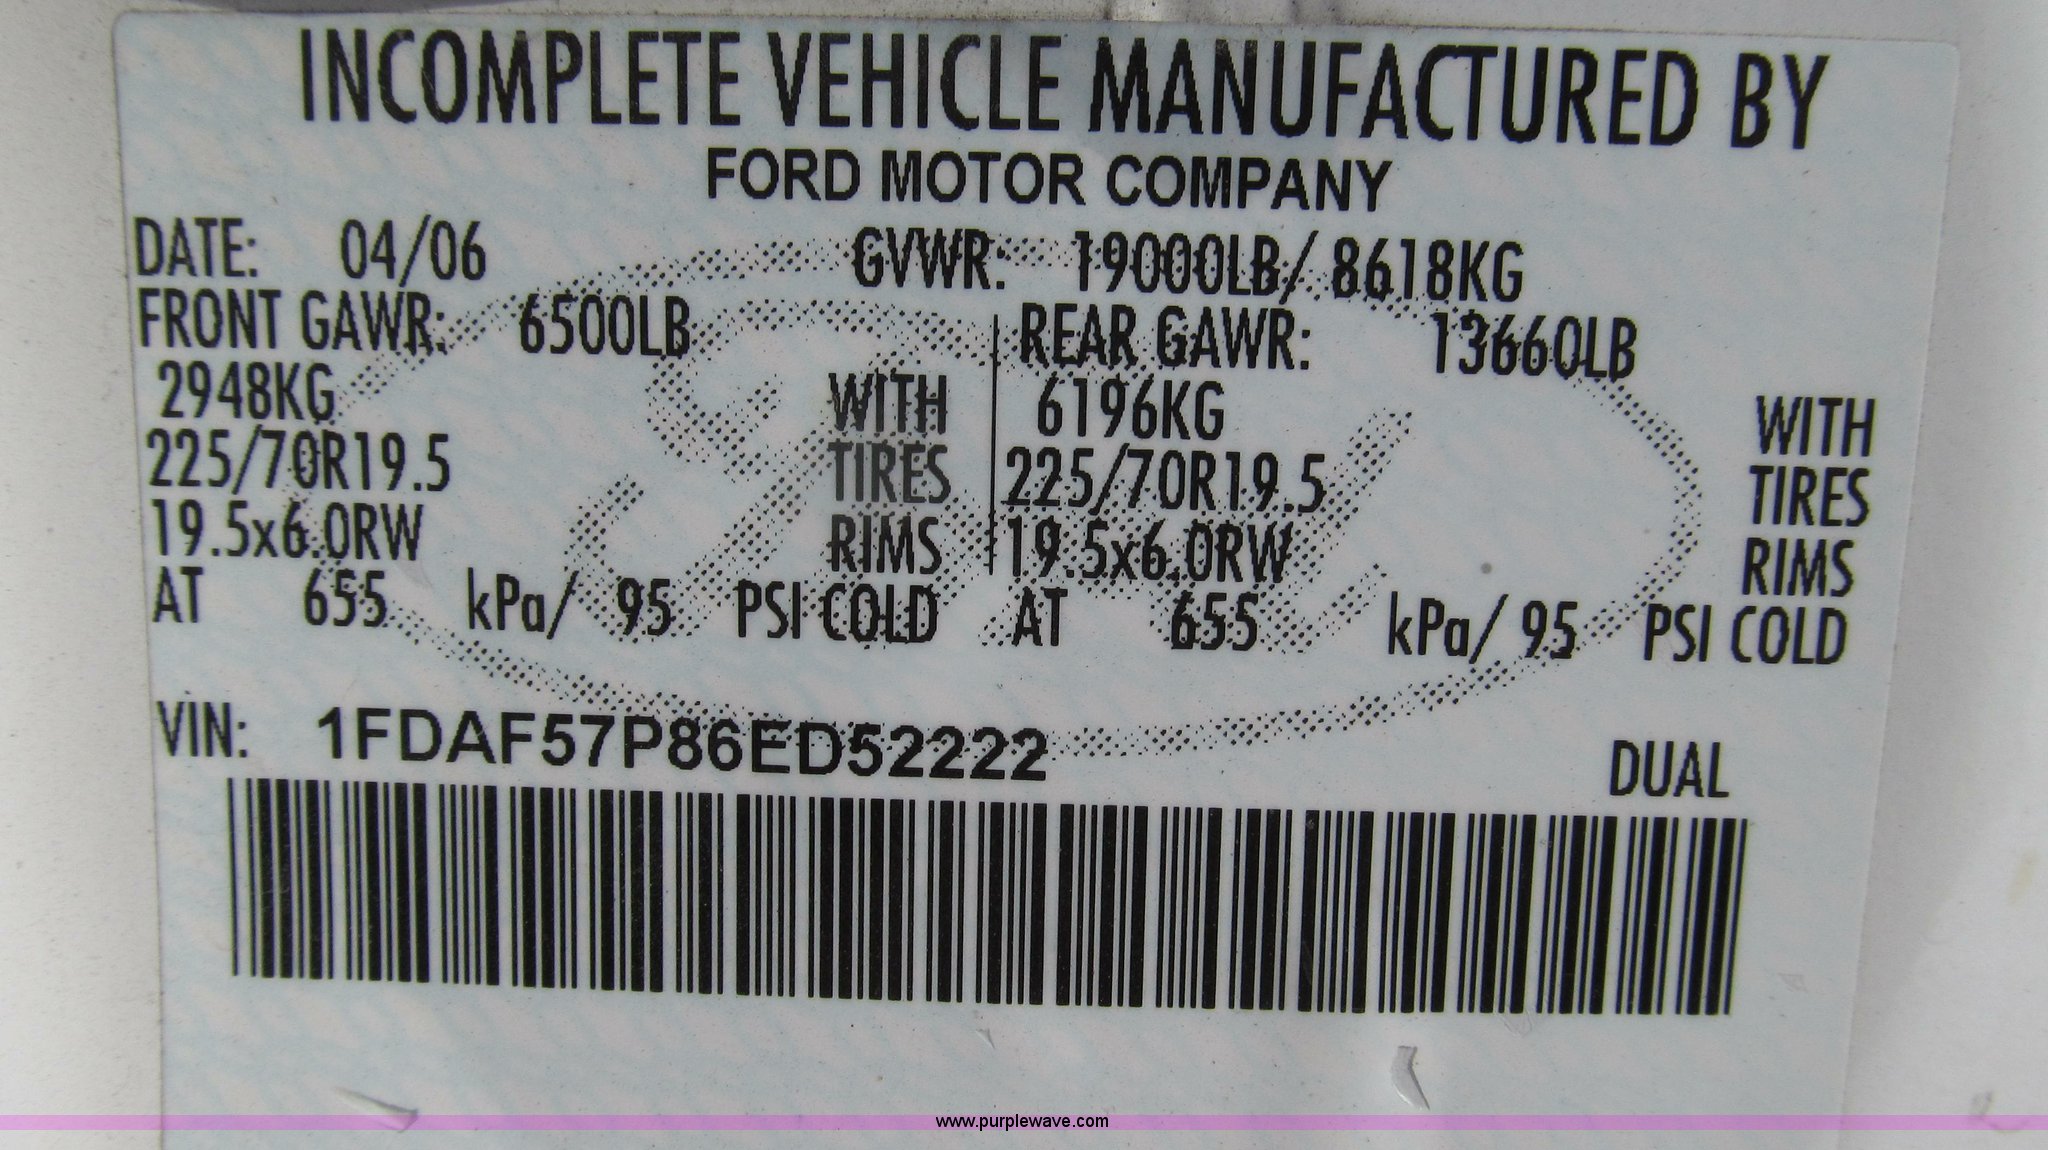 INCOMPLETE VEHICLE MANUFACTURED BY
FORD MOTOR COMPANY
DATE: 04/06 GVWR: 19000LB/ 8618KG
FRONT GAWR: 6500LB REAR GAWR: 13660LB
2948KG WITH 6196KG WITH
225/70R19.5 TIRES 225/70R19.5 TIRES
19.5x6.0RW RIMS 19.5x6.0RW RIMS
AT 655 kPa/ 95 PSI COLD AT 655 kPa/ 95 PSI COLD
VIN: 1FDAF57P86ED52222 DUAL
www.purplewave.com